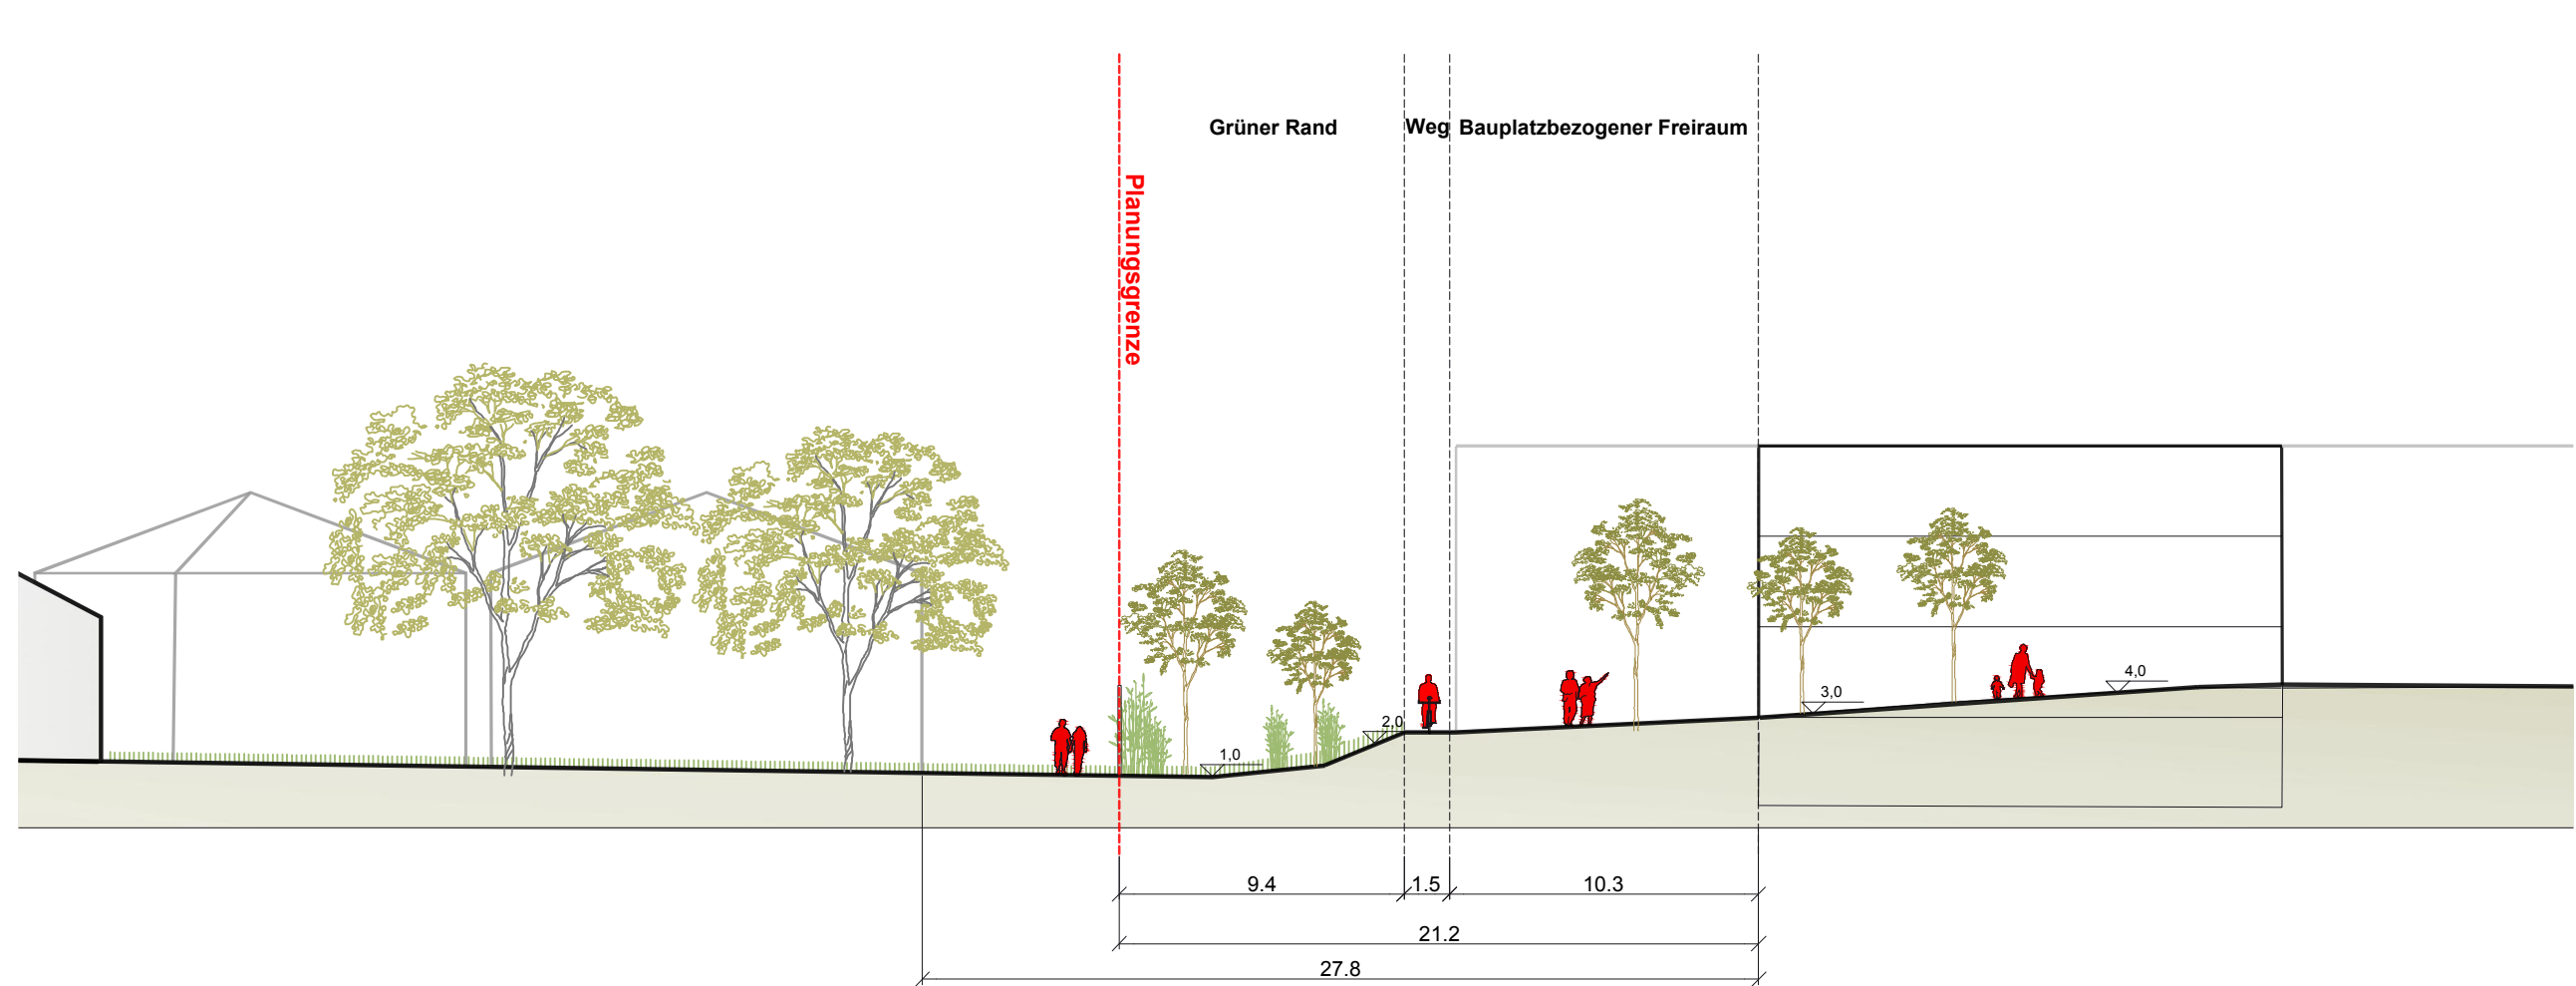 Grüner Rand
Weg
Bauplatzbezogener Freiraum
Planungsgrenze
4,0
3,0
2,0
1,0
9.4
1.5
10.3
21.2
27.8